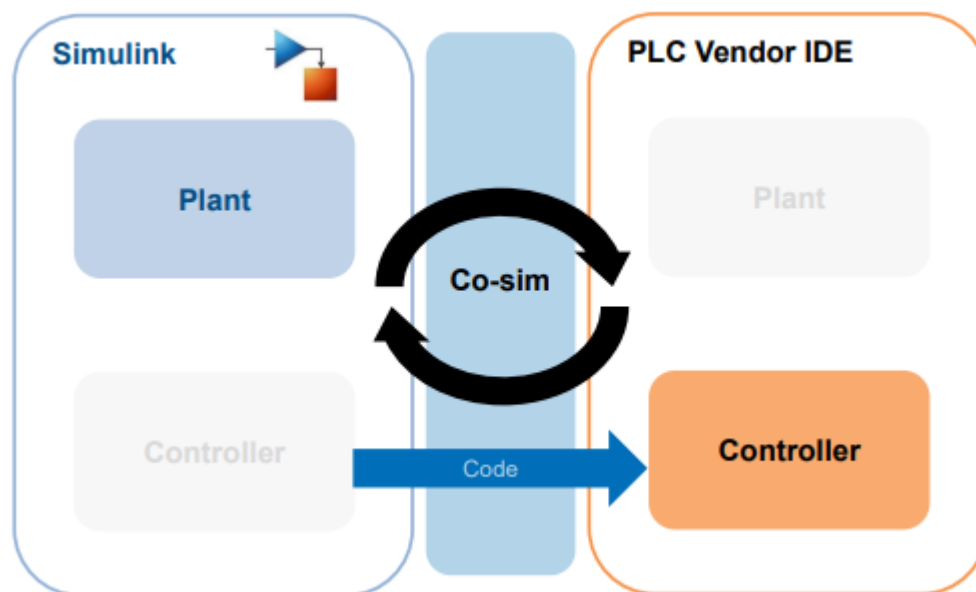 Simulink
PLC Vendor IDE
Plant
Plant
Co-sim
Controller
Code
Controller